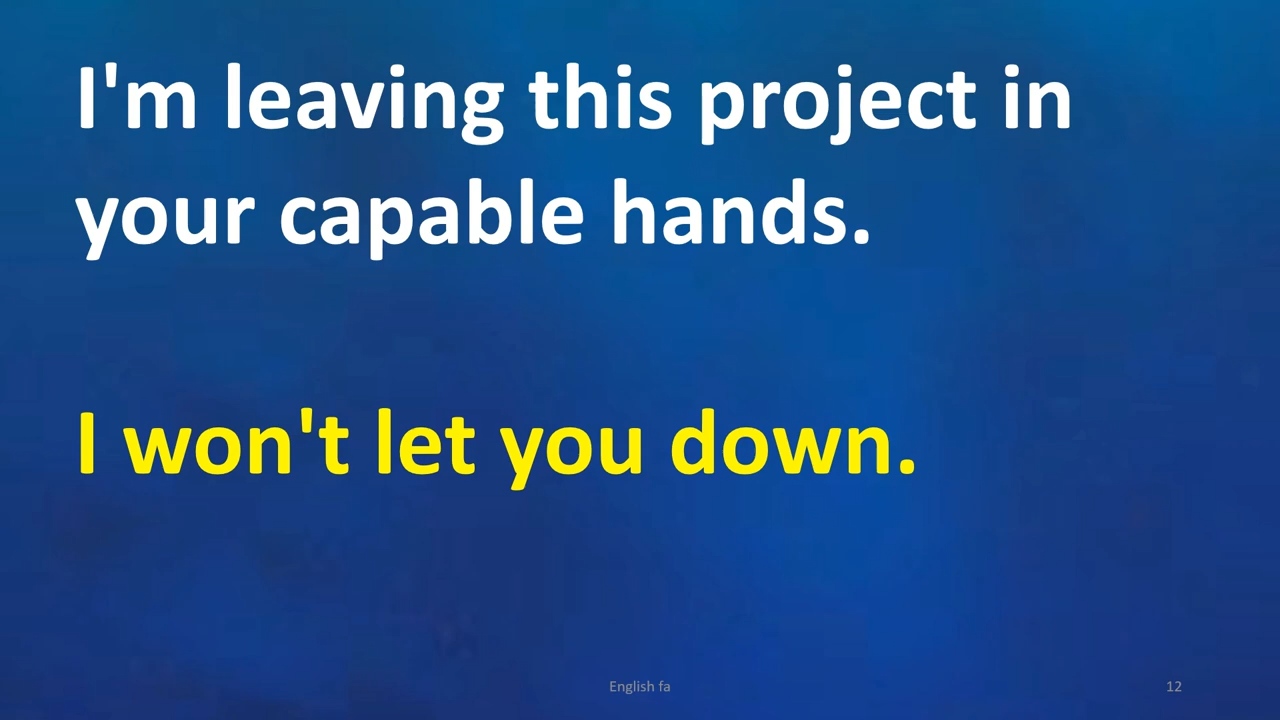 I'm leaving this project in
your capable hands.
I won't let you down.
English fa
12